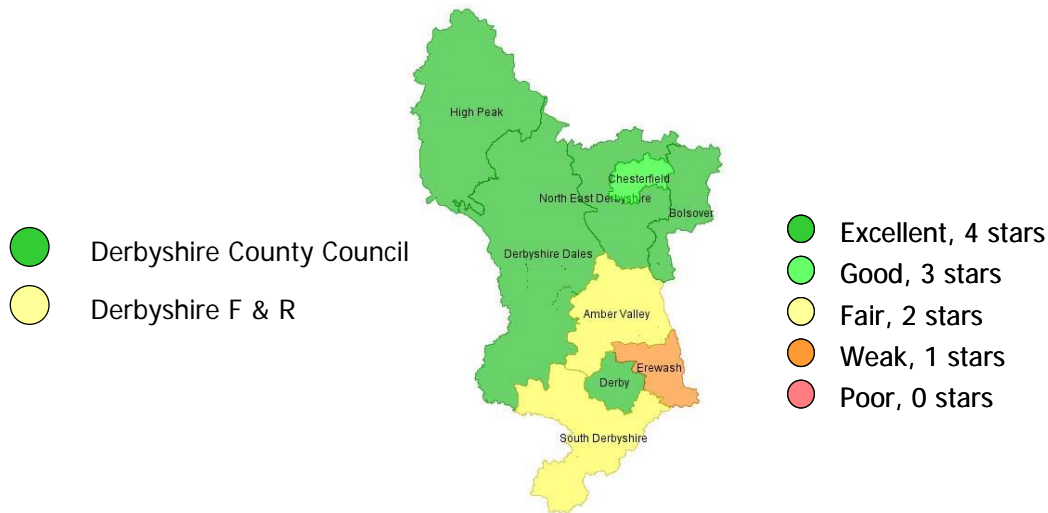 High Peak
Chesterfield
North East Derbyshire
Bolsover
Derbyshire County Council
Derbyshire Dales
Derbyshire F & R
Amber Valley
Erewash
Derby
South Derbyshire
Excellent, 4 stars
Good, 3 stars
Fair, 2 stars
Weak, 1 stars
Poor, 0 stars